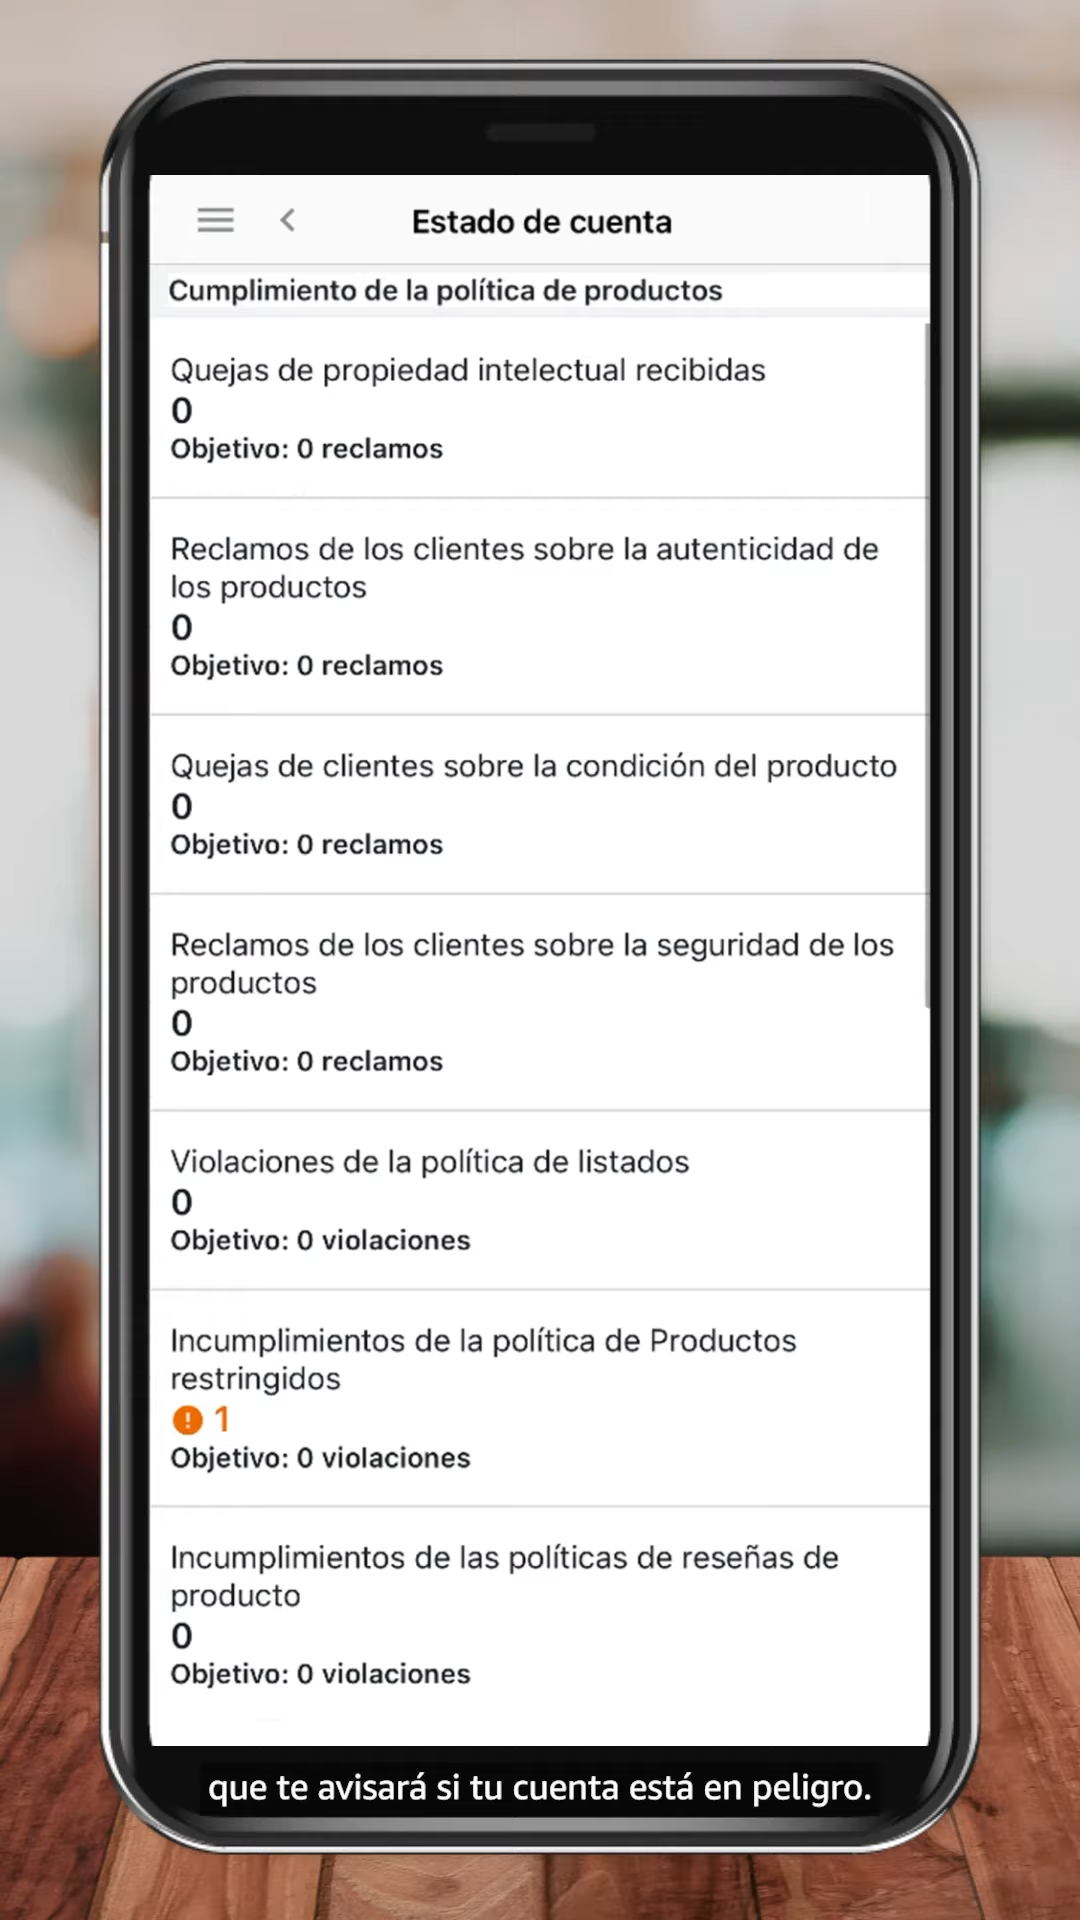 Estado de cuenta
Cumplimiento de la política de productos
Quejas de propiedad intelectual recibidas
0
Objetivo: 0 reclamos
Reclamos de los clientes sobre la autenticidad de
los productos
0
Objetivo: 0 reclamos
Quejas de clientes sobre la condición del producto
0
Objetivo: 0 reclamos
Reclamos de los clientes sobre la seguridad de los
productos
0
Objetivo: 0 reclamos
Violaciones de la política de listados
0
Objetivo: 0 violaciones
Incumplimientos de la política de Productos
restringidos
! 1
Objetivo: 0 violaciones
Incumplimientos de las políticas de reseñas de
producto
0
Objetivo: 0 violaciones
que te avisará si tu cuenta está en peligro.